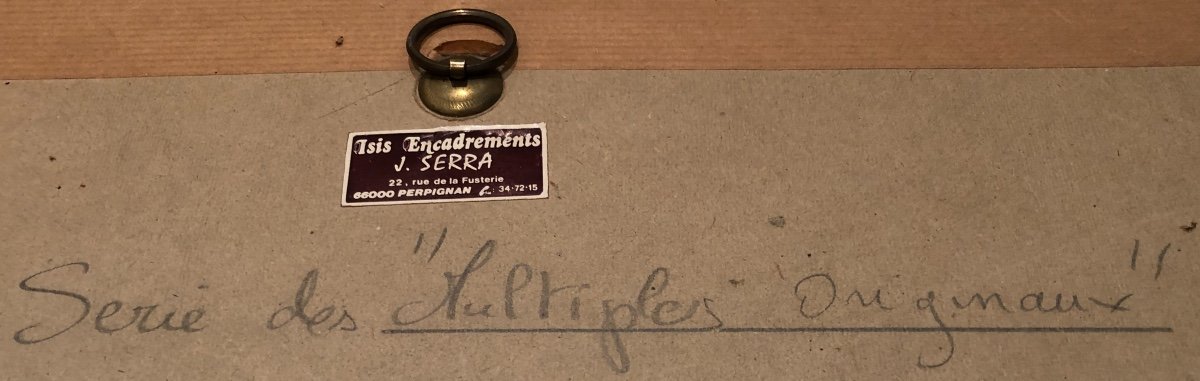 Isis Encadrements
J. SERRA
22, rue de la Fusterie
66000 PERPIGNAN : 34-72-15
Serie des "Multiples Originaux"